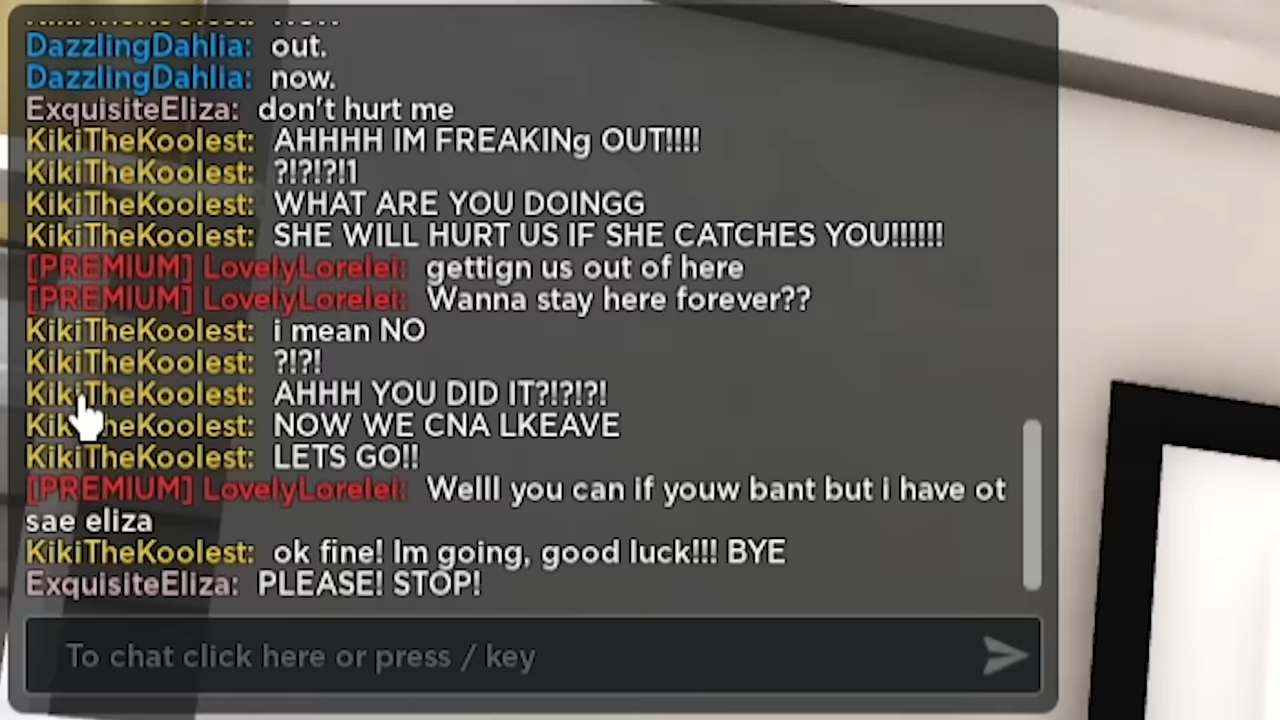 DazzlingDahlia: out.
DazzlingDahlia: now.
ExquisiteEliza: don't hurt me
KikiTheKoolest: AHHHH IM FREAKINg OUT!!!!
KikiTheKoolest: ?!?!?!1
KikiTheKoolest: WHAT ARE YOU DOINGG
KikiTheKoolest: SHE WILL HURT US IF SHE CATCHES YOU!!!!!!
[PREMIUM] LovelyLorelei: gettign us out of here
[PREMIUM] LovelyLorelei: Wanna stay here forever??
KikiTheKoolest: i mean NO
KikiTheKoolest: ?!?!
KikiTheKoolest: AHHH YOU DID IT?!?!?!
KikiTheKoolest: NOW WE CNA LKEAVE
KikiTheKoolest: LETS GO!!
[PREMIUM] LovelyLorelei: Welll you can if youw bant but i have ot
sae eliza
KikiTheKoolest: ok fine! Im going, good luck!!! BYE
ExquisiteEliza: PLEASE! STOP!
To chat click here or press / key